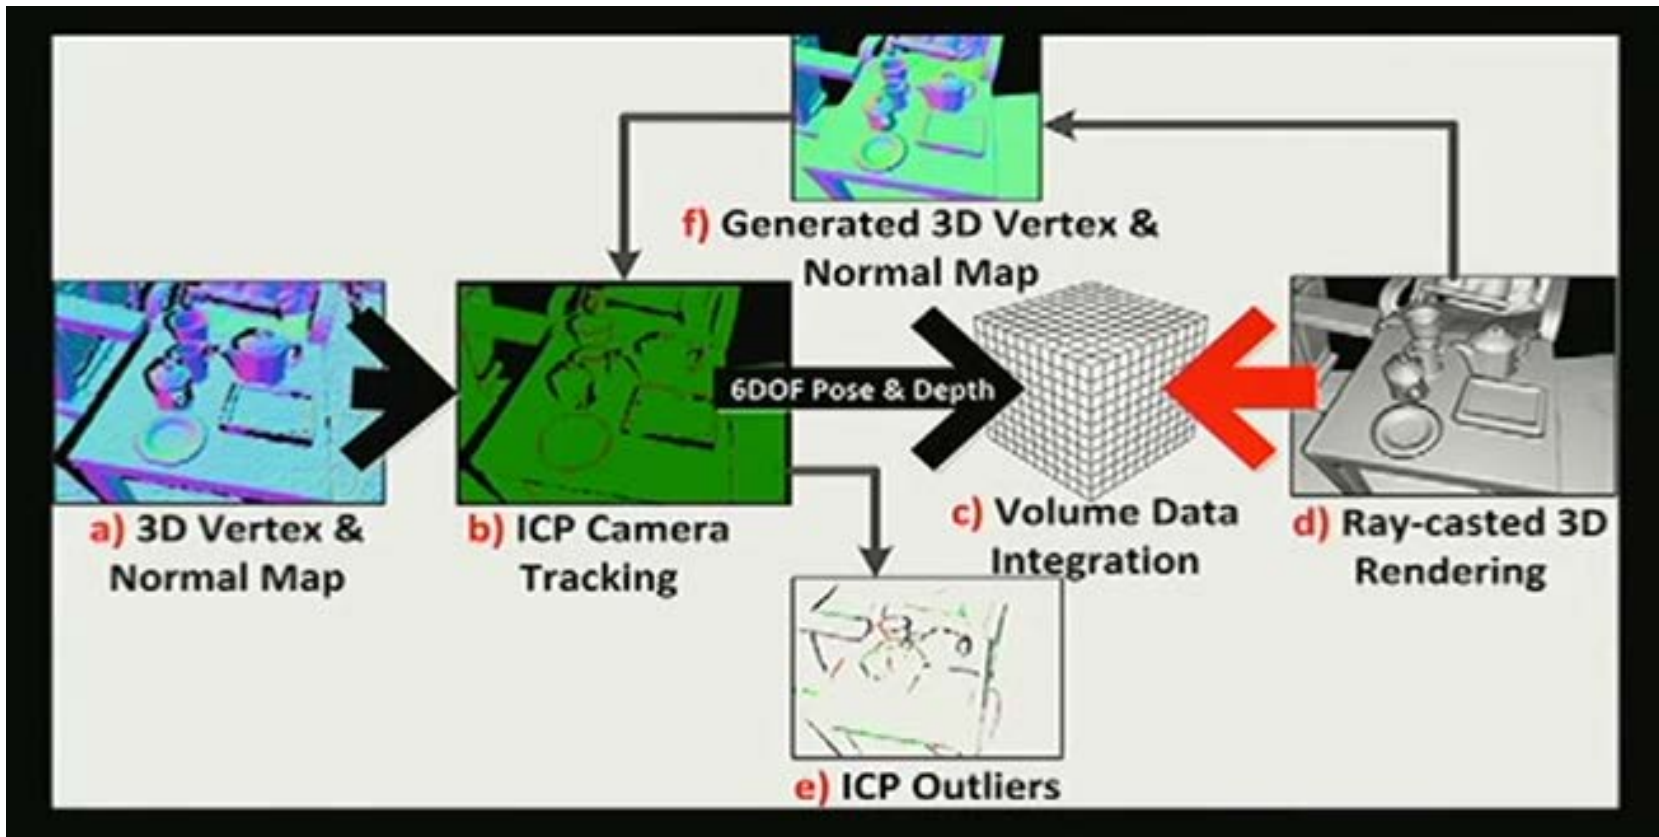 f) Generated 3D Vertex &
Normal Map
6DOF Pose & Depth
a) 3D Vertex &
Normal Map
b) ICP Camera
Tracking
c) Volume Data
Integration
d) Ray-casted 3D
Rendering
e) ICP Outliers